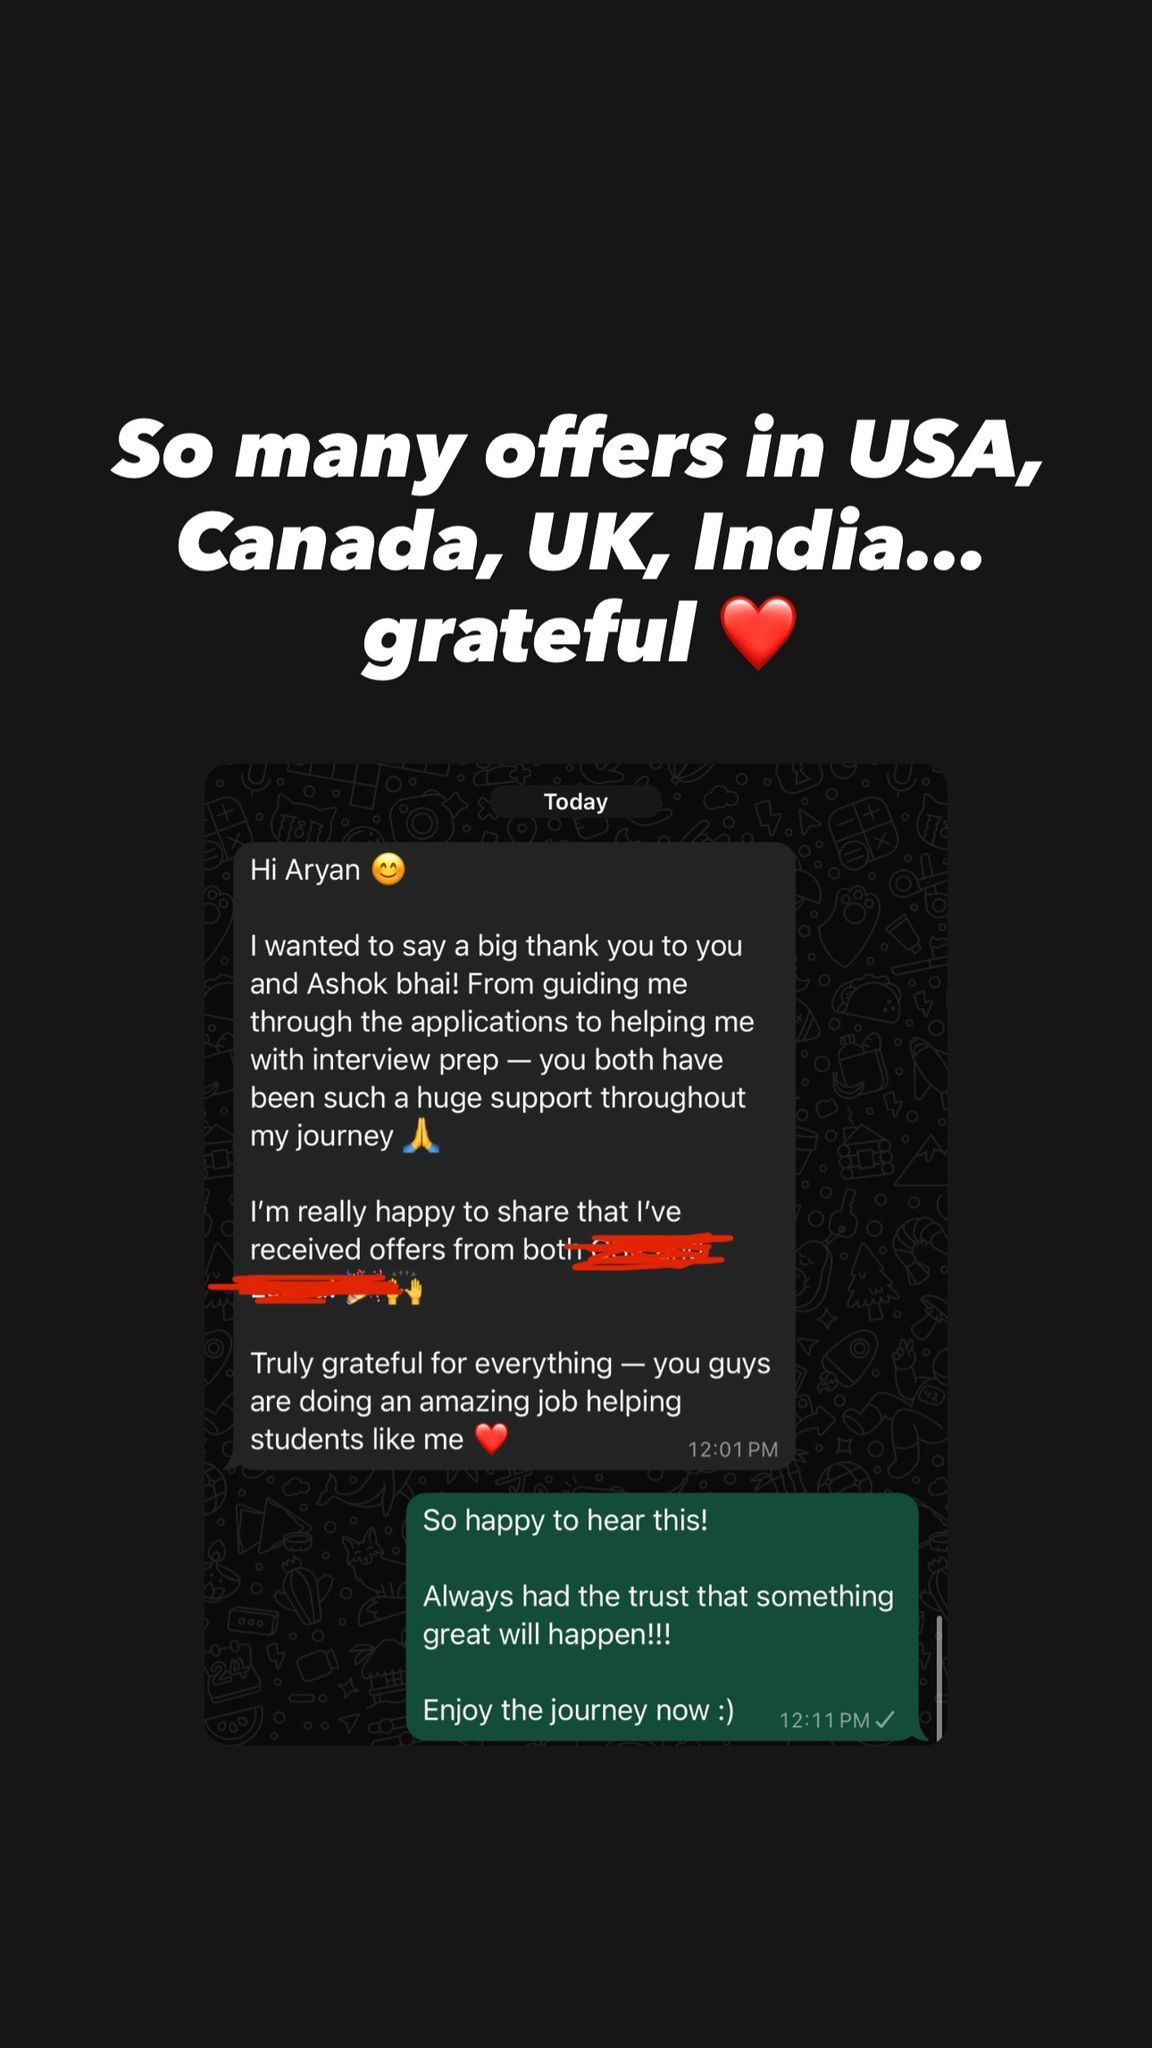 So many offers in USA,
Canada, UK, India...
grateful ❤️
Today
Hi Aryan 😊
I wanted to say a big thank you to you
and Ashok bhai! From guiding me
through the applications to helping me
with interview prep — you both have
been such a huge support throughout
my journey 🙏
I’m really happy to share that I’ve
received offers from both
🎉🙌
Truly grateful for everything — you guys
are doing an amazing job helping
students like me ❤️
12:01 PM
So happy to hear this!
Always had the trust that something
great will happen!!!
Enjoy the journey now :)
12:11 PM ✓